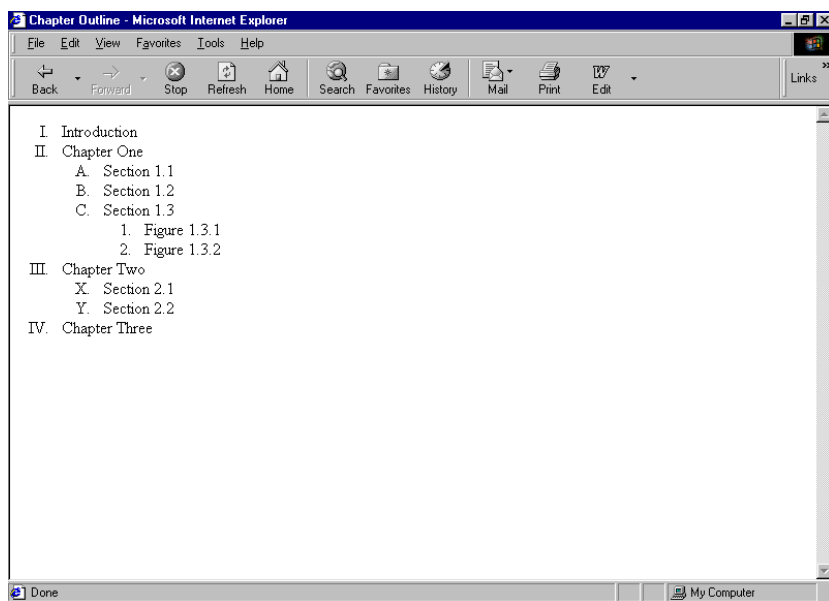 Chapter Outline - Microsoft Internet Explorer
File Edit View Favorites Tools Help
Back Forward Stop Refresh Home Search Favorites History Mail Print Edit Links »
I. Introduction
II. Chapter One
A. Section 1.1
B. Section 1.2
C. Section 1.3
1. Figure 1.3.1
2. Figure 1.3.2
III. Chapter Two
X. Section 2.1
Y. Section 2.2
IV. Chapter Three
Done My Computer